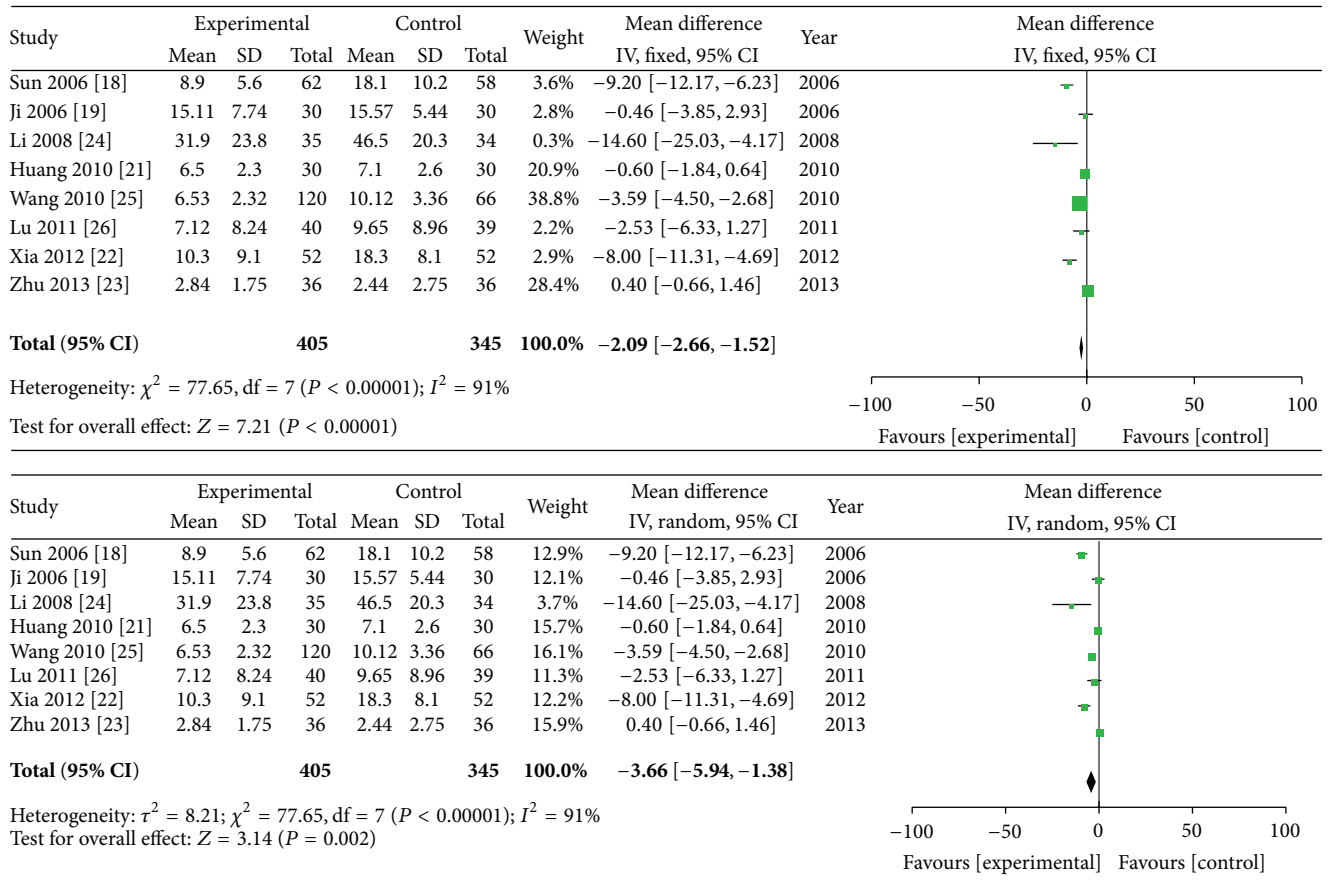 Study Experimental Control Weight Mean difference Year Mean difference
Mean SD Total Mean SD Total IV, fixed, 95% CI IV, fixed, 95% CI
Sun 2006 [18] 8.9 5.6 62 18.1 10.2 58 3.6% −9.20 [−12.17, −6.23] 2006
Ji 2006 [19] 15.11 7.74 30 15.57 5.44 30 2.8% −0.46 [−3.85, 2.93] 2006
Li 2008 [24] 31.9 23.8 35 46.5 20.3 34 0.3% −14.60 [−25.03, −4.17] 2008
Huang 2010 [21] 6.5 2.3 30 7.1 2.6 30 20.9% −0.60 [−1.84, 0.64] 2010
Wang 2010 [25] 6.53 2.32 120 10.12 3.36 66 38.8% −3.59 [−4.50, −2.68] 2010
Lu 2011 [26] 7.12 8.24 40 9.65 8.96 39 2.2% −2.53 [−6.33, 1.27] 2011
Xia 2012 [22] 10.3 9.1 52 18.3 8.1 52 2.9% −8.00 [−11.31, −4.69] 2012
Zhu 2013 [23] 2.84 1.75 36 2.44 2.75 36 28.4% 0.40 [−0.66, 1.46] 2013
Total (95% CI) 405 345 100.0% −2.09 [−2.66, −1.52]
Heterogeneity: χ² = 77.65, df = 7 (P < 0.00001); I² = 91%
−100 −50 0 50 100
Test for overall effect: Z = 7.21 (P < 0.00001)
Favours [experimental] Favours [control]
Study Experimental Control Weight Mean difference Year Mean difference
Mean SD Total Mean SD Total IV, random, 95% CI IV, random, 95% CI
Sun 2006 [18] 8.9 5.6 62 18.1 10.2 58 12.9% −9.20 [−12.17, −6.23] 2006
Ji 2006 [19] 15.11 7.74 30 15.57 5.44 30 12.1% −0.46 [−3.85, 2.93] 2006
Li 2008 [24] 31.9 23.8 35 46.5 20.3 34 3.7% −14.60 [−25.03, −4.17] 2008
Huang 2010 [21] 6.5 2.3 30 7.1 2.6 30 15.7% −0.60 [−1.84, 0.64] 2010
Wang 2010 [25] 6.53 2.32 120 10.12 3.36 66 16.1% −3.59 [−4.50, −2.68] 2010
Lu 2011 [26] 7.12 8.24 40 9.65 8.96 39 11.3% −2.53 [−6.33, 1.27] 2011
Xia 2012 [22] 10.3 9.1 52 18.3 8.1 52 12.2% −8.00 [−11.31, −4.69] 2012
Zhu 2013 [23] 2.84 1.75 36 2.44 2.75 36 15.9% 0.40 [−0.66, 1.46] 2013
Total (95% CI) 405 345 100.0% −3.66 [−5.94, −1.38]
Heterogeneity: τ² = 8.21; χ² = 77.65, df = 7 (P < 0.00001); I² = 91%
Test for overall effect: Z = 3.14 (P = 0.002)
−100 −50 0 50 100
Favours [experimental] Favours [control]